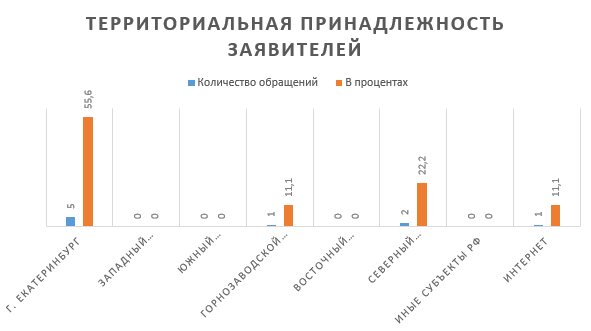 ТЕРРИТОРИАЛЬНАЯ ПРИНАДЛЕЖНОСТЬ
ЗАЯВИТЕЛЕЙ
Количество обращений В процентах
5 55,6
0 0
0 0
1 11,1
0 0
2 22,2
0 0
1 11,1
Г. ЕКАТЕРИНБУРГ
ЗАПАДНЫЙ…
ЮЖНЫЙ…
ГОРНОЗАВОДСКОЙ…
ВОСТОЧНЫЙ…
СЕВЕРНЫЙ…
ИНЫЕ СУБЪЕКТЫ РФ
ИНТЕРНЕТ